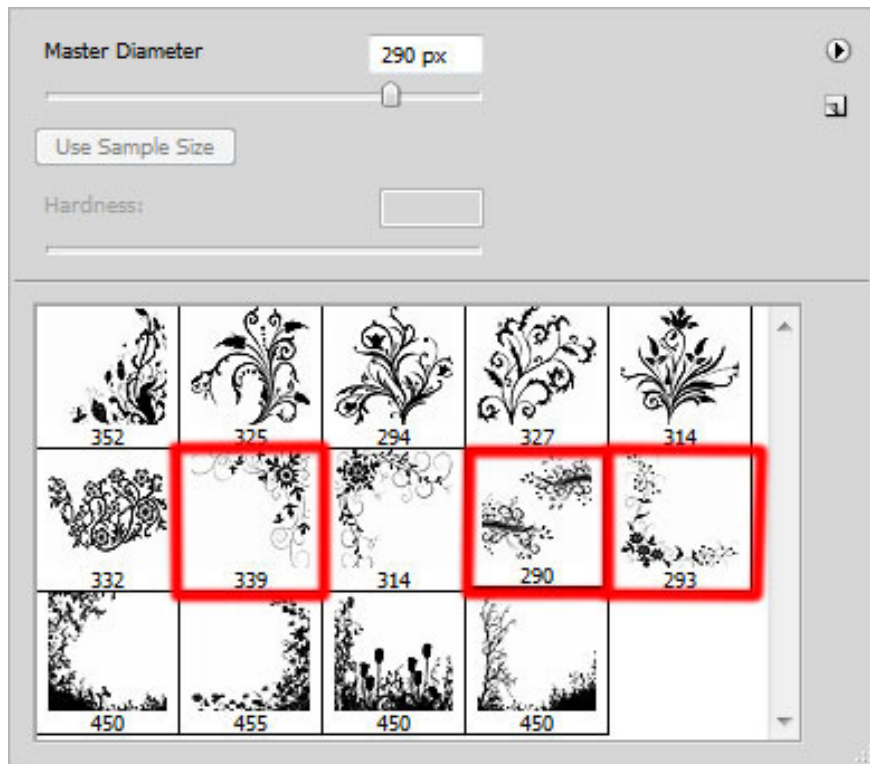 Master Diameter 290 px
Use Sample Size
Hardness:
352 325 294 327 314
332 339 314 290 293
450 455 450 450